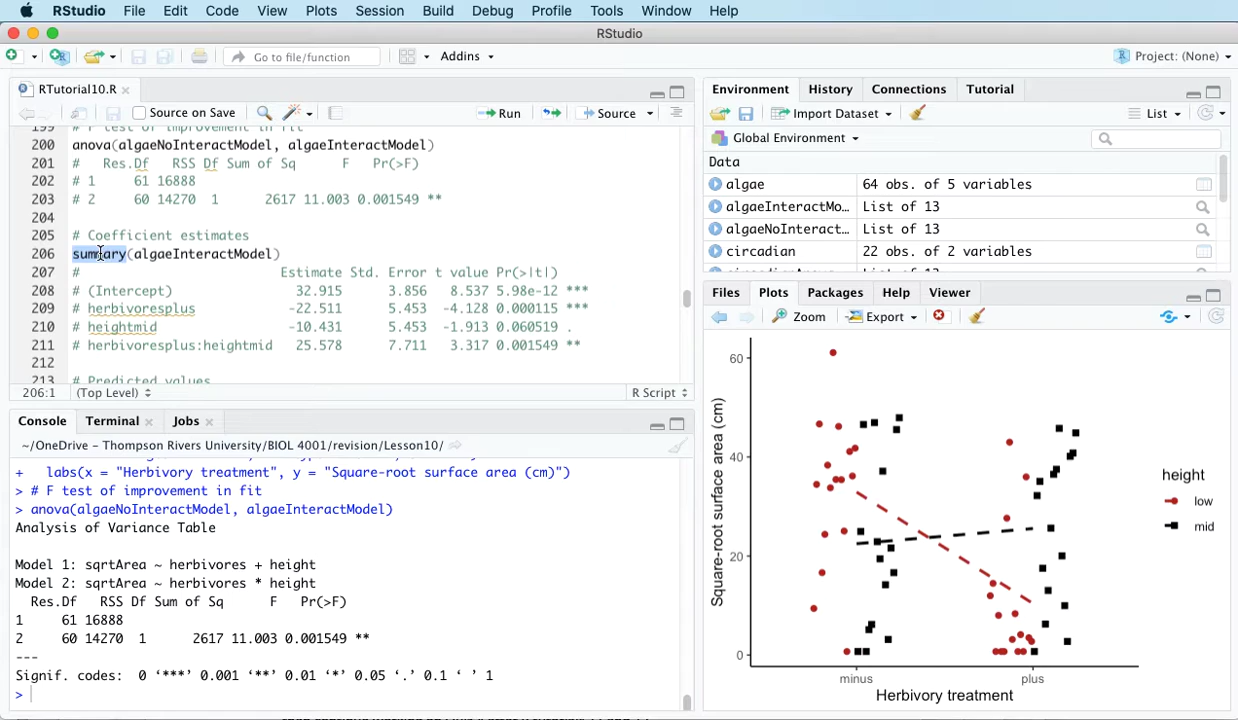 RStudio File Edit Code View Plots Session Build Debug Profile Tools Window Help
RStudio
Go to file/function Addins Project: (None)
RTutorial10.R
Source on Save Run Source
199 # F test of improvement in fit
200 anova(algaeNoInteractModel, algaeInteractModel)
201 # Res.Df RSS Df Sum of Sq F Pr(>F)
202 # 1 61 16888
203 # 2 60 14270 1 2617 11.003 0.001549 **
204
205 # Coefficient estimates
206 summary(algaeInteractModel)
207 # Estimate Std. Error t value Pr(>|t|)
208 # (Intercept) 32.915 3.856 8.537 5.98e-12 ***
209 # herbivoresplus -22.511 5.453 -4.128 0.000115 ***
210 # heightmid -10.431 5.453 -1.913 0.060519 .
211 # herbivoresplus:heightmid 25.578 7.711 3.317 0.001549 **
212
213 # Predicted values
206:1 (Top Level) R Script
Console Terminal Jobs
~/OneDrive – Thompson Rivers University/BIOL 4001/revision/Lesson10/
+ labs(x = "Herbivory treatment", y = "Square-root surface area (cm)")
> # F test of improvement in fit
> anova(algaeNoInteractModel, algaeInteractModel)
Analysis of Variance Table
Model 1: sqrtArea ~ herbivores + height
Model 2: sqrtArea ~ herbivores * height
Res.Df RSS Df Sum of Sq F Pr(>F)
1 61 16888
2 60 14270 1 2617 11.003 0.001549 **
---
Signif. codes: 0 ‘***’ 0.001 ‘**’ 0.01 ‘*’ 0.05 ‘.’ 0.1 ‘ ’ 1
>
Environment History Connections Tutorial
Import Dataset List
Global Environment
Data
algae 64 obs. of 5 variables
algaeInteractMo… List of 13
algaeNoInteract… List of 13
circadian 22 obs. of 2 variables
Files Plots Packages Help Viewer
Zoom Export
60
40
20
0
Square-root surface area (cm)
minus plus
Herbivory treatment
height
low
mid